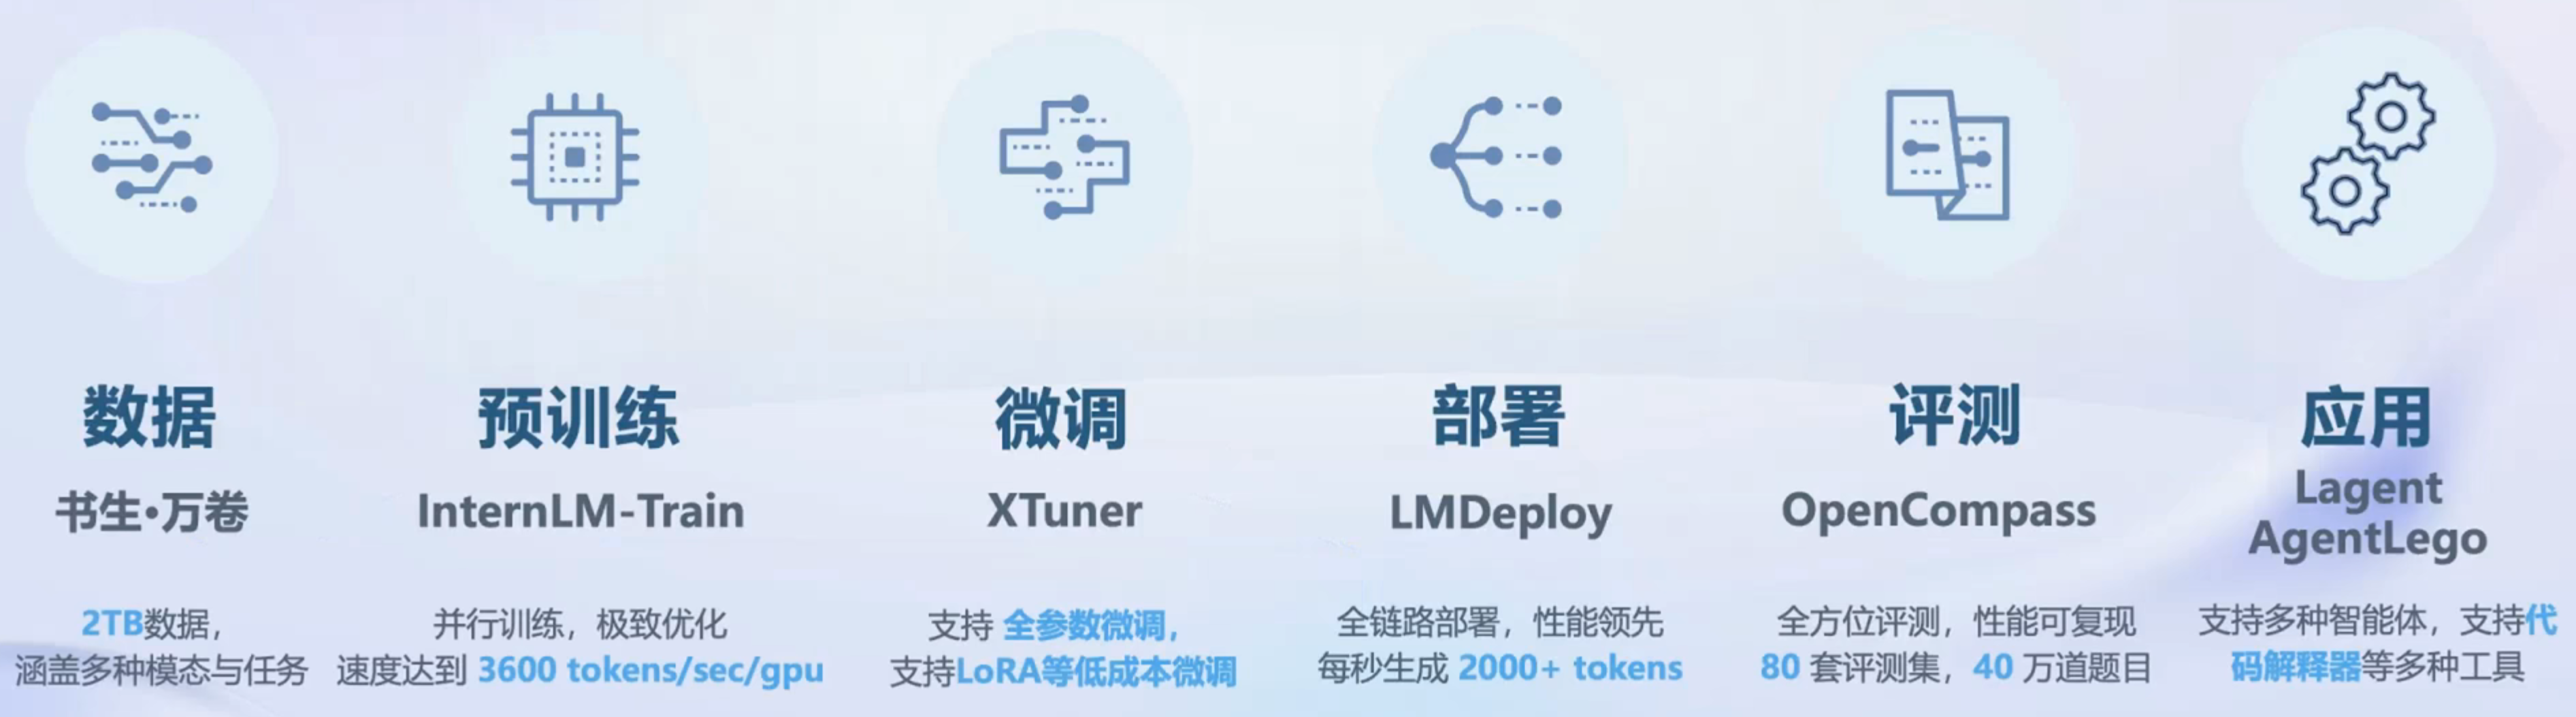 数据
书生·万卷
2TB数据，
涵盖多种模态与任务
预训练
InternLM-Train
并行训练，极致优化
速度达到 3600 tokens/sec/gpu
微调
XTuner
支持 全参数微调，
支持LoRA等低成本微调
部署
LMDeploy
全链路部署，性能领先
每秒生成 2000+ tokens
评测
OpenCompass
全方位评测，性能可复现
80 套评测集，40 万道题目
应用
Lagent
AgentLego
支持多种智能体，支持代
码解释器等多种工具